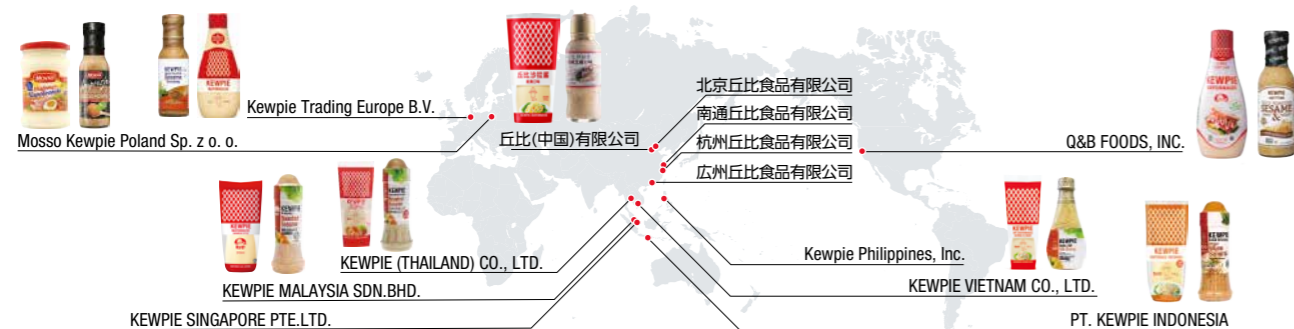 Kewpie Trading Europe B.V.
Mosso Kewpie Poland Sp. z o. o.
丘比(中国)有限公司
北京丘比食品有限公司
南通丘比食品有限公司
杭州丘比食品有限公司
広州丘比食品有限公司
Q&B FOODS, INC.
KEWPIE (THAILAND) CO., LTD.
KEWPIE MALAYSIA SDN.BHD.
KEWPIE SINGAPORE PTE.LTD.
Kewpie Philippines, Inc.
KEWPIE VIETNAM CO., LTD.
PT. KEWPIE INDONESIA